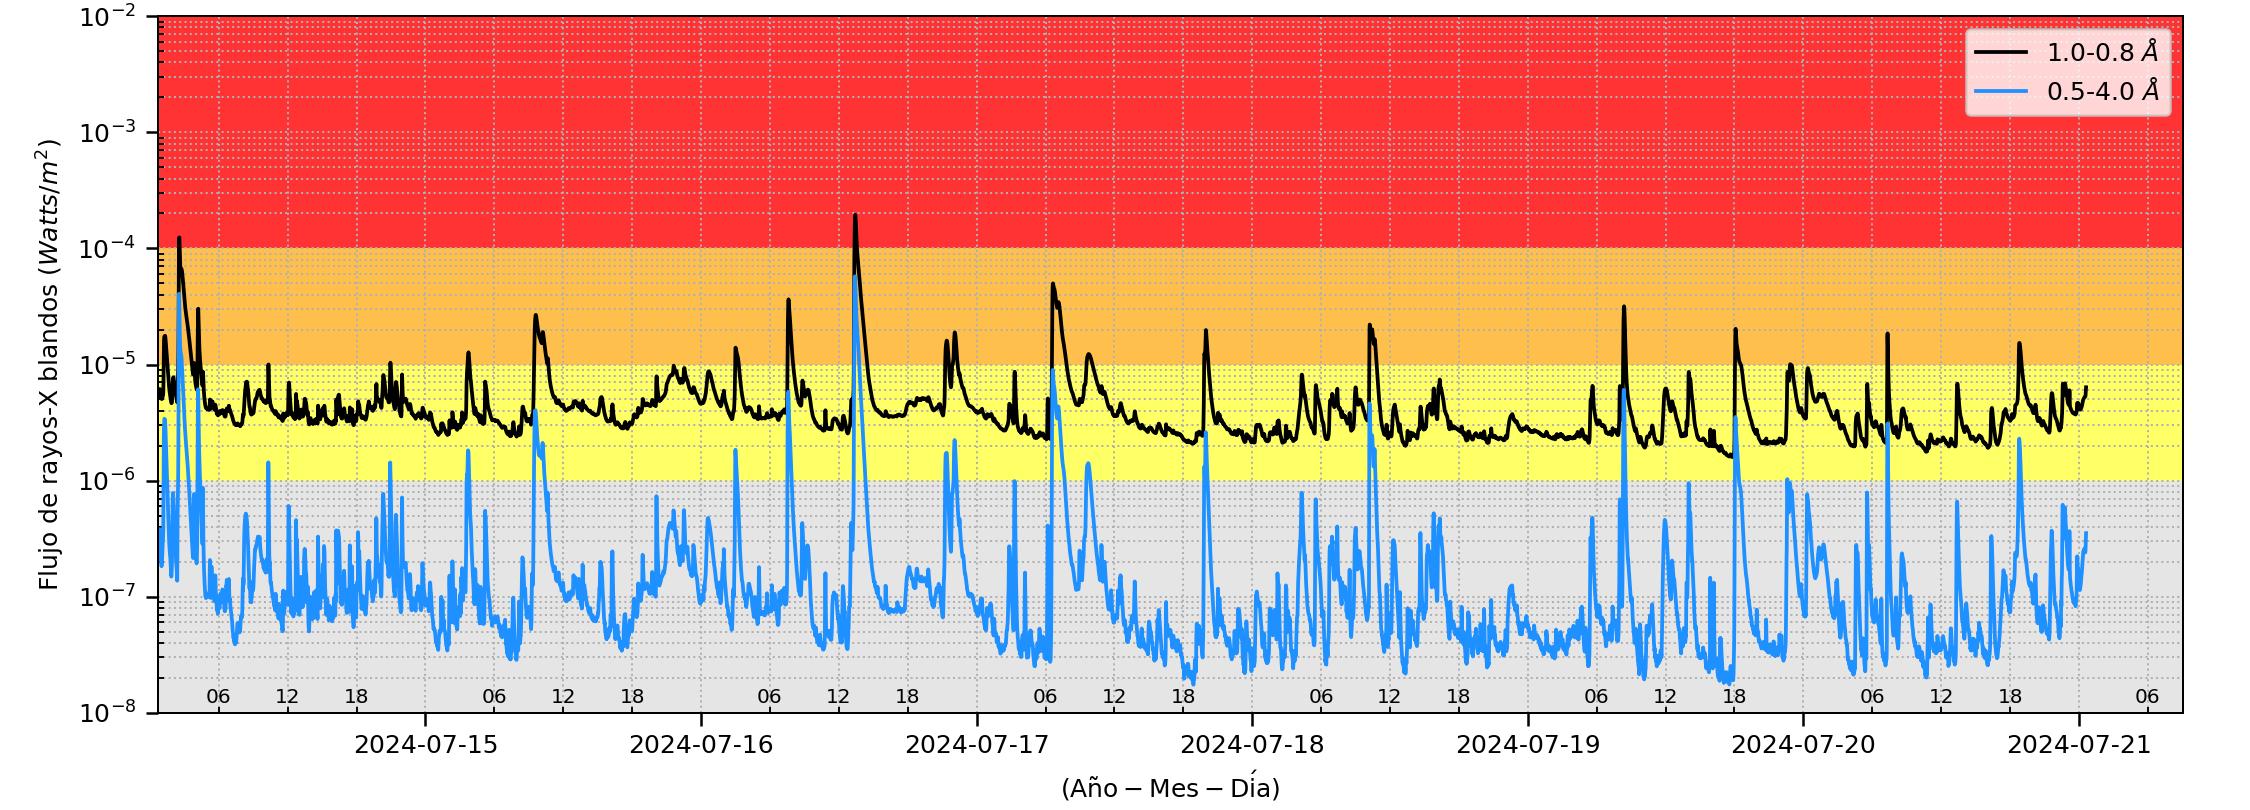 10⁻²
10⁻³
10⁻⁴
10⁻⁵
10⁻⁶
10⁻⁷
10⁻⁸
Flujo de rayos-X blandos (Watts/m²)
1.0-0.8 Å
0.5-4.0 Å
06 12 18 06 12 18 06 12 18 06 12 18 06 12 18 06 12 18 06 12 18 06
2024-07-15 2024-07-16 2024-07-17 2024-07-18 2024-07-19 2024-07-20 2024-07-21
(Año − Mes − Día)